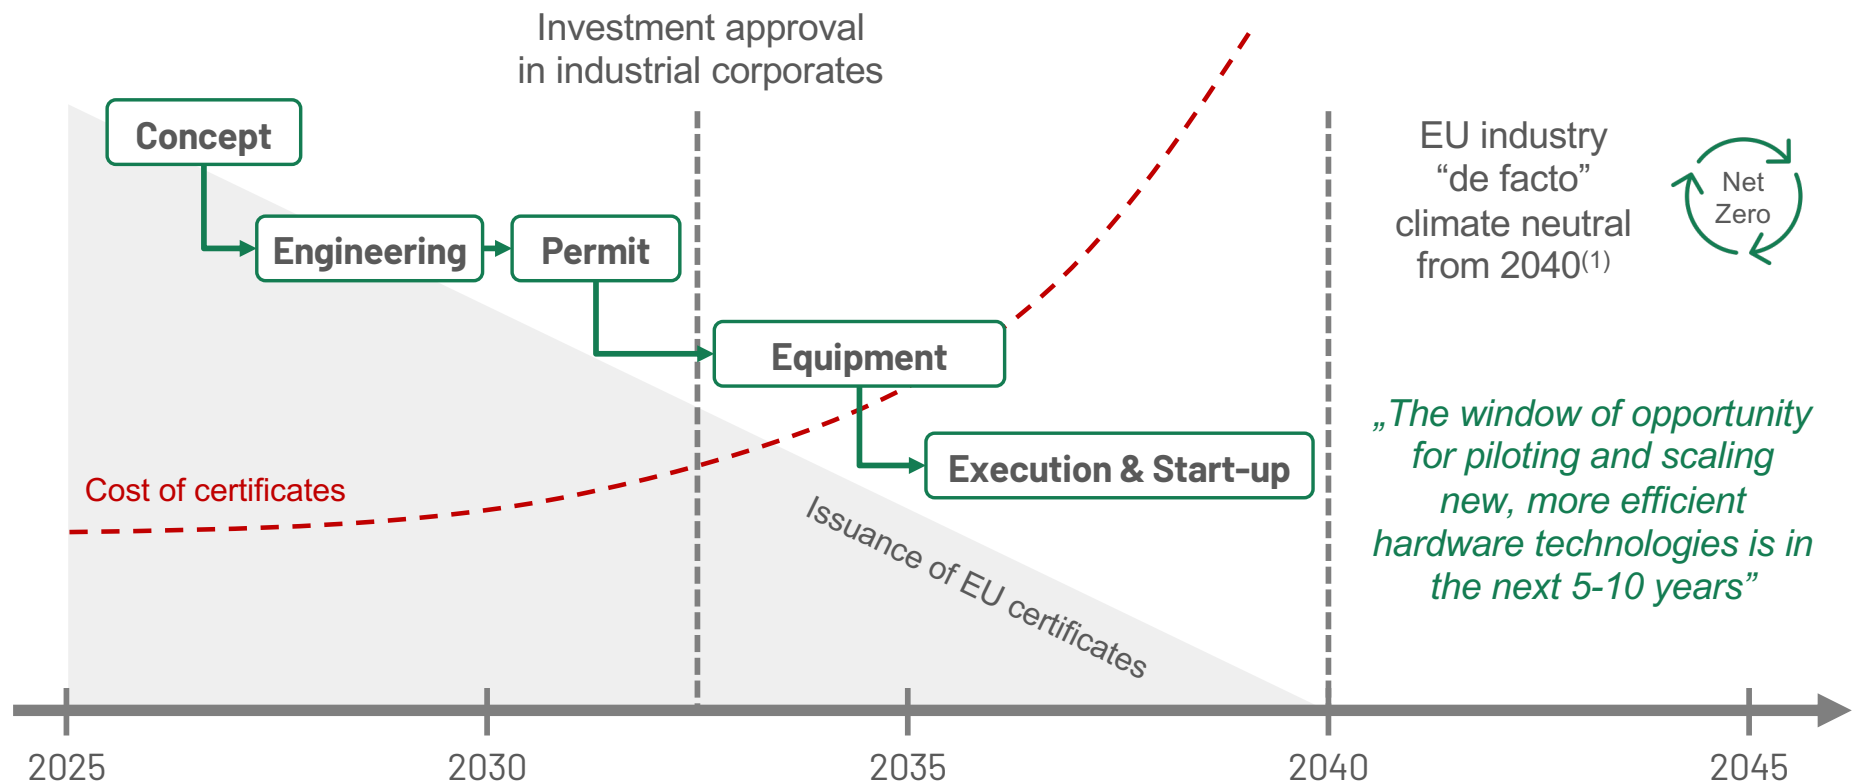 Investment approval
in industrial corporates
Concept
Engineering
Permit
Equipment
Execution & Start-up
Cost of certificates
Issuance of EU certificates
EU industry
“de facto”
climate neutral
from 2040(1)
Net
Zero
„The window of opportunity
for piloting and scaling
new, more efficient
hardware technologies is in
the next 5-10 years”
2025
2030
2035
2040
2045